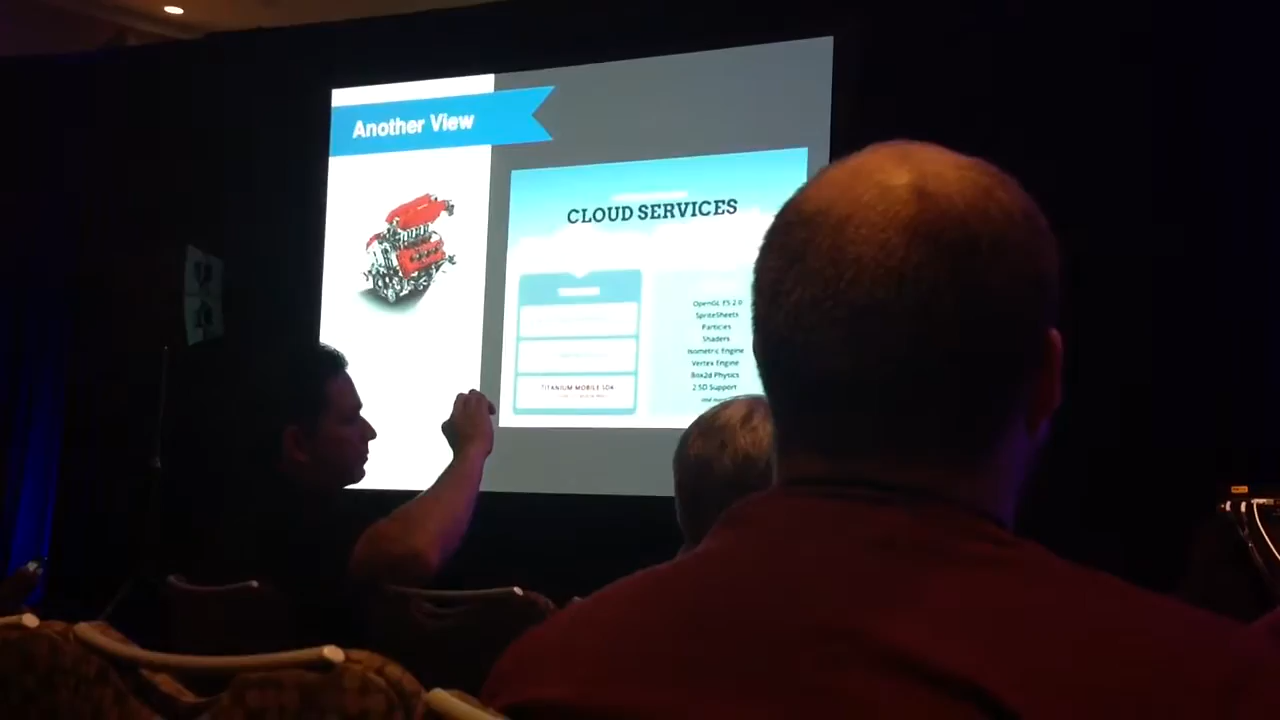 Another View
CLOUD SERVICES
TITANIUM MOBILE SDK
OpenGL ES 2.0
SpriteSheets
Particles
Shaders
Isometric Engine
Vertex Engine
Box2d Physics
2.5D Support